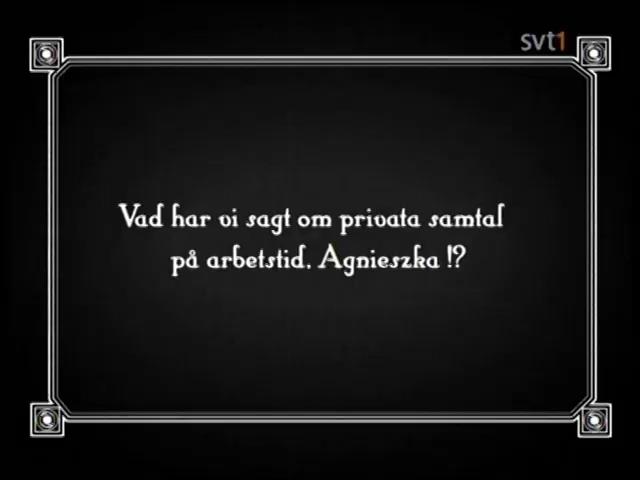 svt1
Vad har vi sagt om privata samtal
på arbetstid, Agnieszka !?